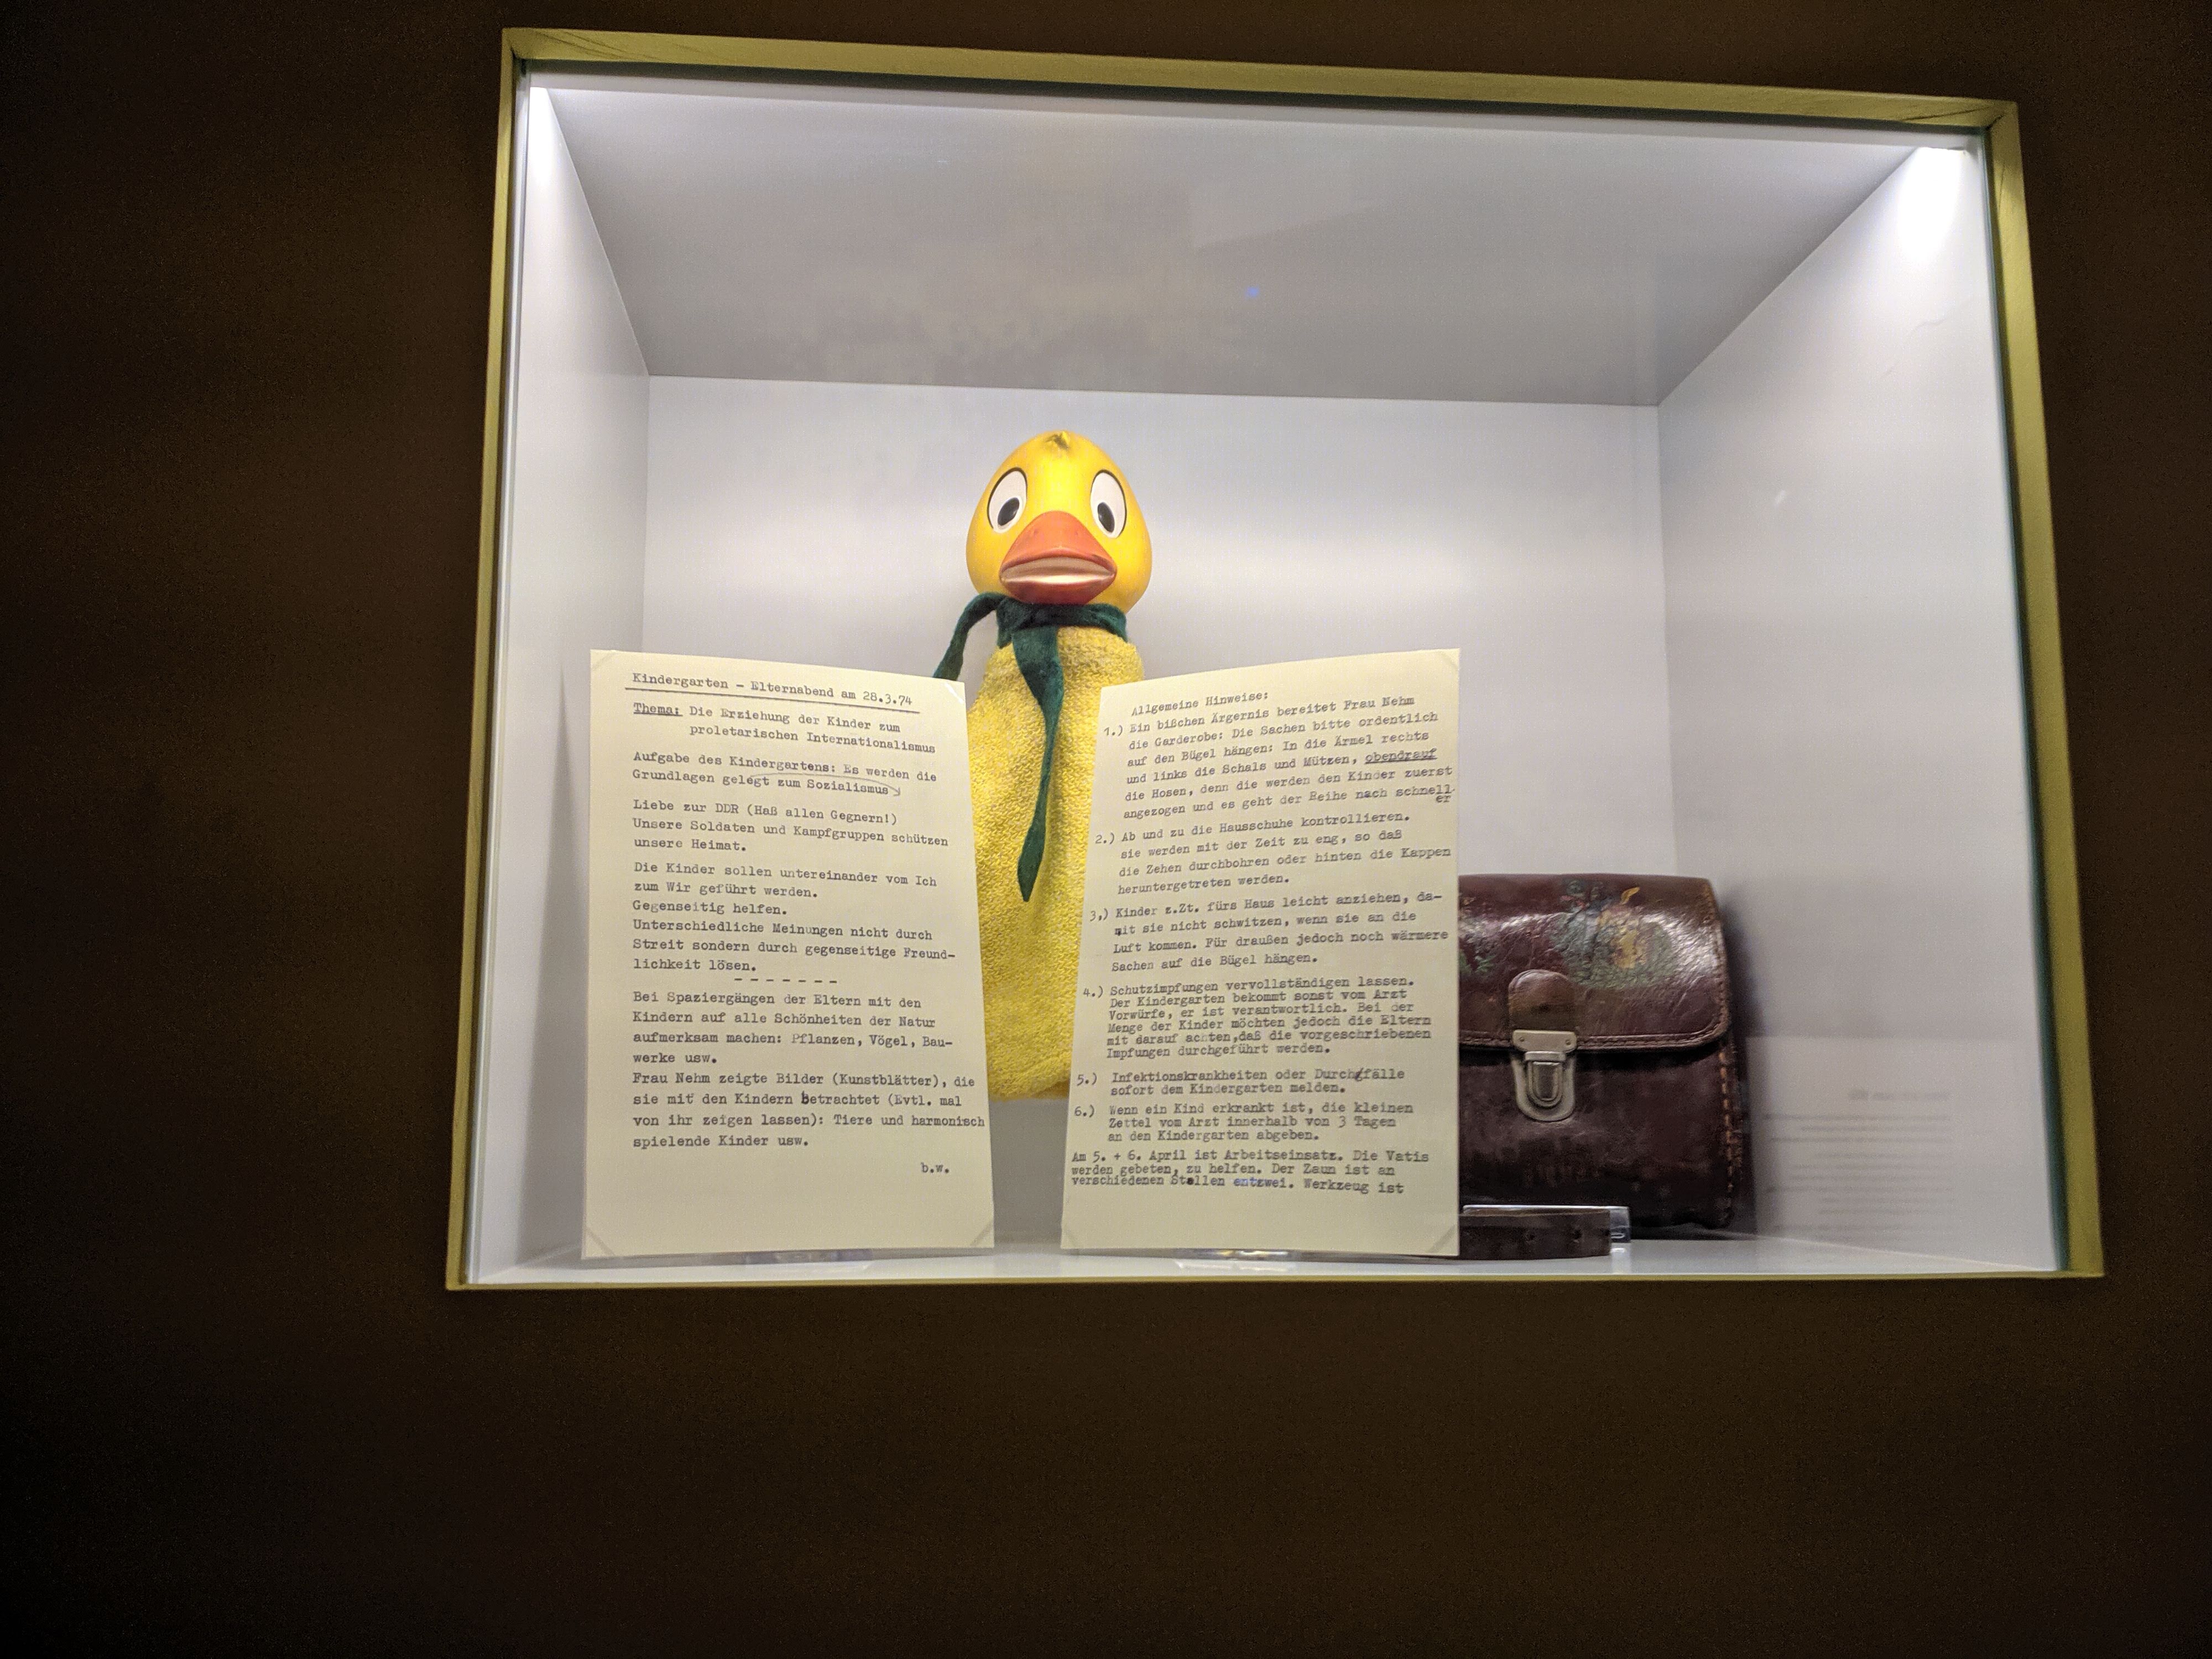 Kindergarten - Elternabend am 28.3.74
Thema: Die Erziehung der Kinder zum
proletarischen Internationalismus
Aufgabe des Kindergartens: Es werden die
Grundlagen gelegt zum Sozialismus
Liebe zur DDR (Haß allen Gegnern!)
Unsere Soldaten und Kampfgruppen schützen
unsere Heimat.
Die Kinder sollen untereinander vom Ich
zum Wir geführt werden.
Gegenseitig helfen.
Unterschiedliche Meinungen nicht durch
Streit sondern durch gegenseitige Freund-
lichkeit lösen.
- - - - - - -
Bei Spaziergängen der Eltern mit den
Kindern auf alle Schönheiten der Natur
aufmerksam machen: Pflanzen, Vögel, Bau-
werke usw.
Frau Nehm zeigte Bilder (Kunstblätter), die
sie mit den Kindern betrachtet (Evtl. mal
von ihr zeigen lassen): Tiere und harmonisch
spielende Kinder usw.
b.w.
Allgemeine Hinweise:
1.) Ein bißchen Ärgernis bereitet Frau Nehm
die Garderobe: Die Sachen bitte ordentlich
auf den Bügel hängen: In die Ärmel rechts
und links die Schals und Mützen, obendrauf
die Hosen, denn die werden den Kinder zuerst
angezogen und es geht der Reihe nach schnell
er
2.) Ab und zu die Hausschuhe kontrollieren.
sie werden mit der Zeit zu eng, so daß
die Zehen durchbohren oder hinten die Kappen
heruntergetreten werden.
3.) Kinder z.Zt. fürs Haus leicht anziehen, da-
mit sie nicht schwitzen, wenn sie an die
Luft kommen. Für draußen jedoch noch wärmere
Sachen auf die Bügel hängen.
4.) Schutzimpfungen vervollständigen lassen.
Der Kindergarten bekommt sonst vom Arzt
Vorwürfe, er ist verantwortlich. Bei der
Menge der Kinder möchten jedoch die Eltern
mit darauf achten,daß die vorgeschriebenen
Impfungen durchgeführt werden.
5.) Infektionskrankheiten oder Durchfälle
sofort dem Kindergarten melden.
6.) Wenn ein Kind erkrankt ist, die kleinen
Zettel vom Arzt innerhalb von 3 Tagen
an den Kindergarten abgeben.
Am 5. + 6. April ist Arbeitseinsatz. Die Vatis
werden gebeten, zu helfen. Der Zaun ist an
verschiedenen Stellen entzwei. Werkzeug ist